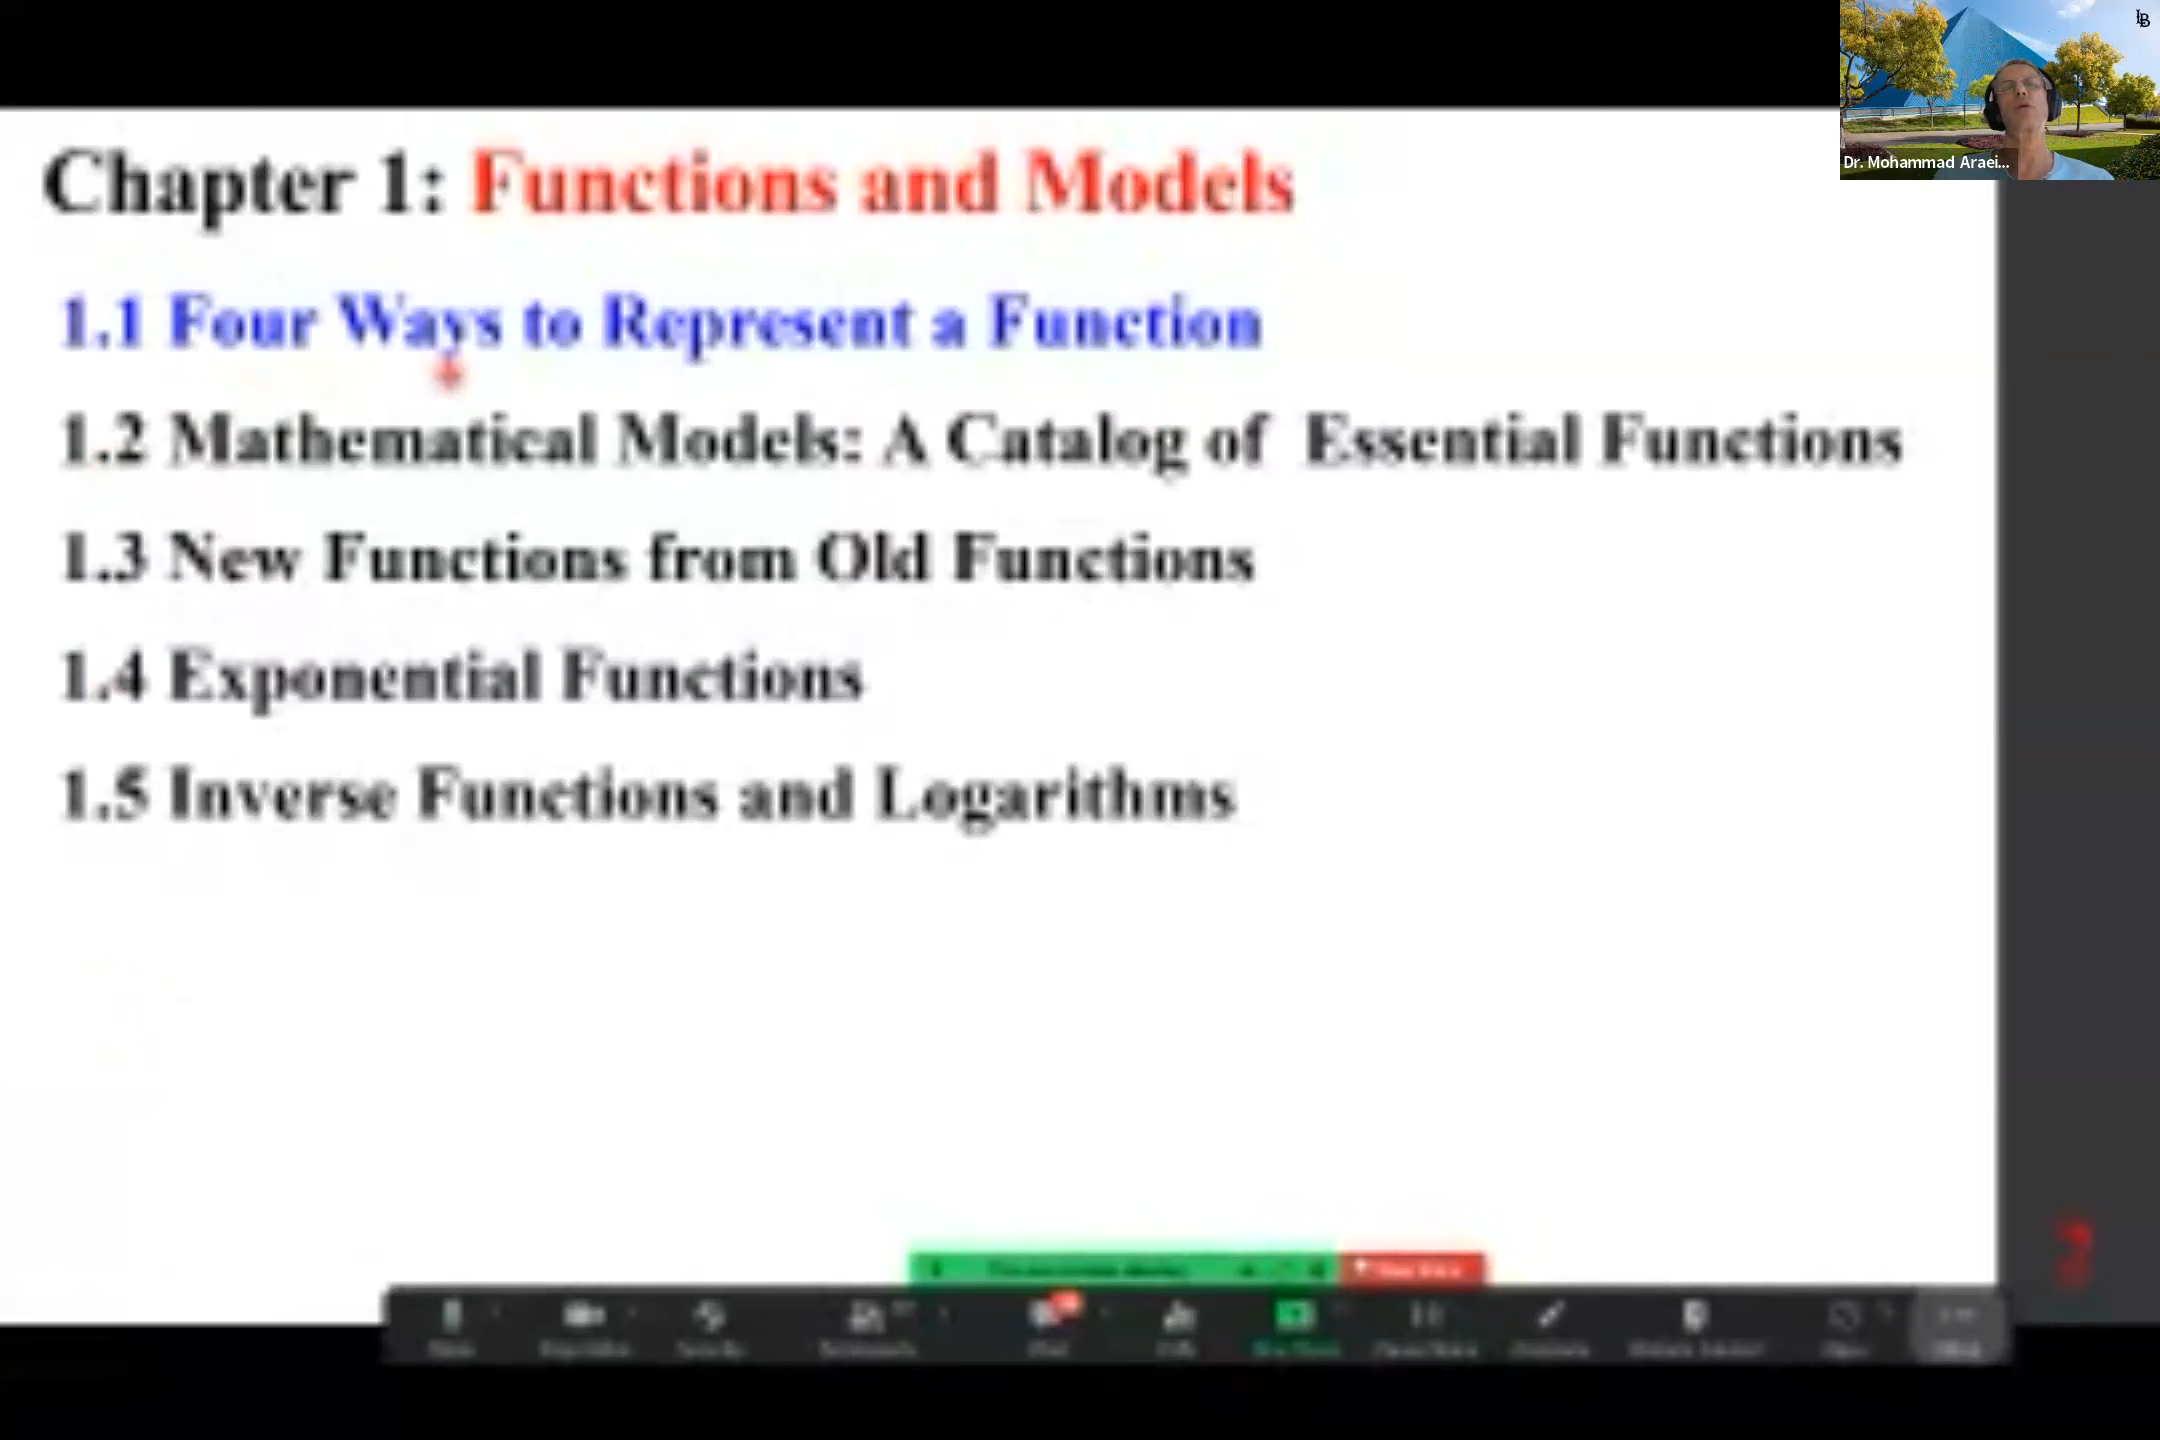 LB
Dr. Mohammad Araei...
Chapter 1: Functions and Models
1.1 Four Ways to Represent a Function
1.2 Mathematical Models: A Catalog of Essential Functions
1.3 New Functions from Old Functions
1.4 Exponential Functions
1.5 Inverse Functions and Logarithms